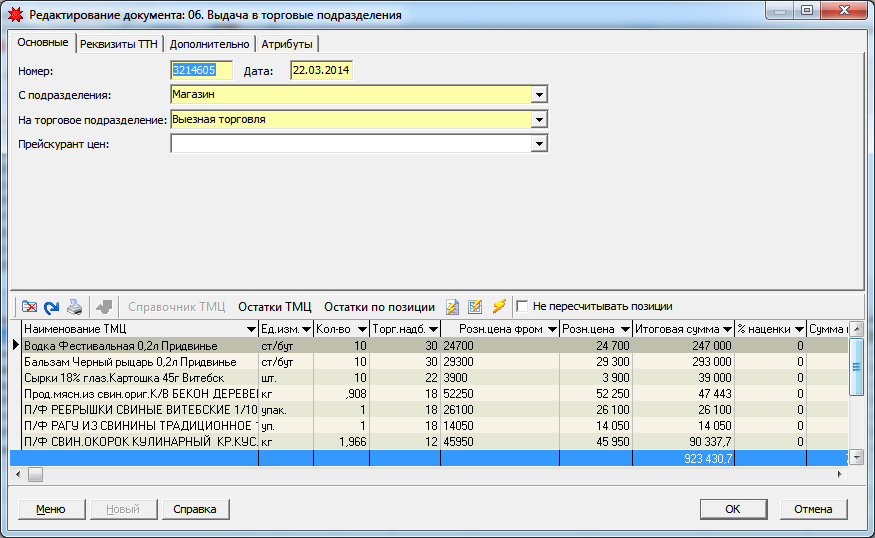 Редактирование документа: 06. Выдача в торговые подразделения
Основные Реквизиты ТТН Дополнительно Атрибуты
Номер: 3214605 Дата: 22.03.2014
С подразделения: Магазин
На торговое подразделение: Выезная торговля
Прейскурант цен:
Справочник ТМЦ Остатки ТМЦ Остатки по позиции Не пересчитывать позиции
Наименование ТМЦ Ед.изм. Кол-во Торг.надб. Розн.цена фром Розн.цена Итоговая сумма % наценки Сумма
Водка Фестивальная 0,2л Придвинье ст/бут 10 30 24700 24 700 247 000 0
Бальзам Черный рыцарь 0,2л Придвинье ст/бут 10 30 29300 29 300 293 000 0
Сырки 18% глаз.Картошка 45г Витебск шт. 10 22 3900 3 900 39 000 0
Прод.мясн.из свин.ориг.К/В БЕКОН ДЕРЕВЕ кг ,908 18 52250 52 250 47 443 0
П/Ф РЕБРЫШКИ СВИНЫЕ ВИТЕБСКИЕ 1/10 упак. 1 18 26100 26 100 26 100 0
П/Ф РАГУ ИЗ СВИНИНЫ ТРАДИЦИОННОЕ уп. 1 18 14050 14 050 14 050 0
П/Ф СВИН.ОКОРОК КУЛИНАРНЫЙ КР.КУС. кг 1,966 12 45950 45 950 90 337,7 0
923 430,7
Меню Новый Справка OK Отмена